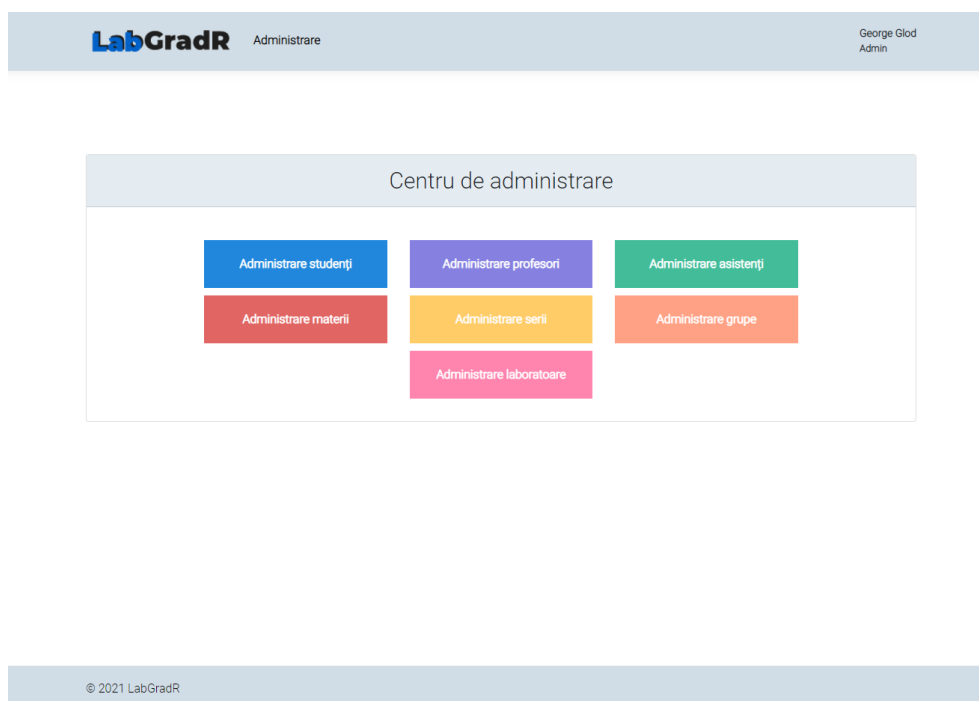 LabGradR
Administrare
George Glod
Admin
Centru de administrare
Administrare studenți
Administrare profesori
Administrare asistenți
Administrare materii
Administrare serii
Administrare grupe
Administrare laboratoare
© 2021 LabGradR